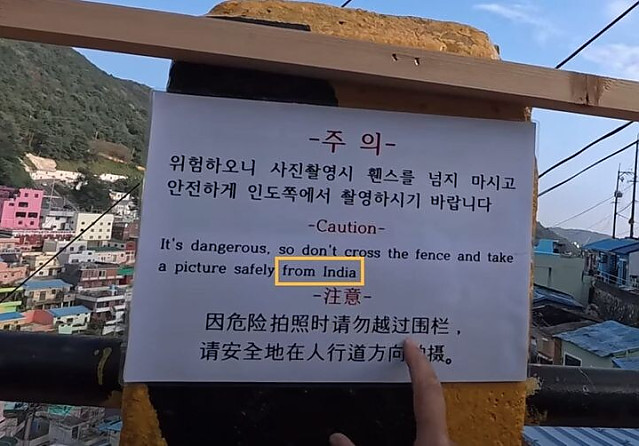 -주 의-
위험하오니 사진촬영시 휀스를 넘지 마시고
안전하게 인도쪽에서 촬영하시기 바랍니다
-Caution-
It's dangerous, so don't cross the fence and take
a picture safely from India
-注意-
因危险拍照时请勿越过围栏，
请安全地在人行道方向摄。